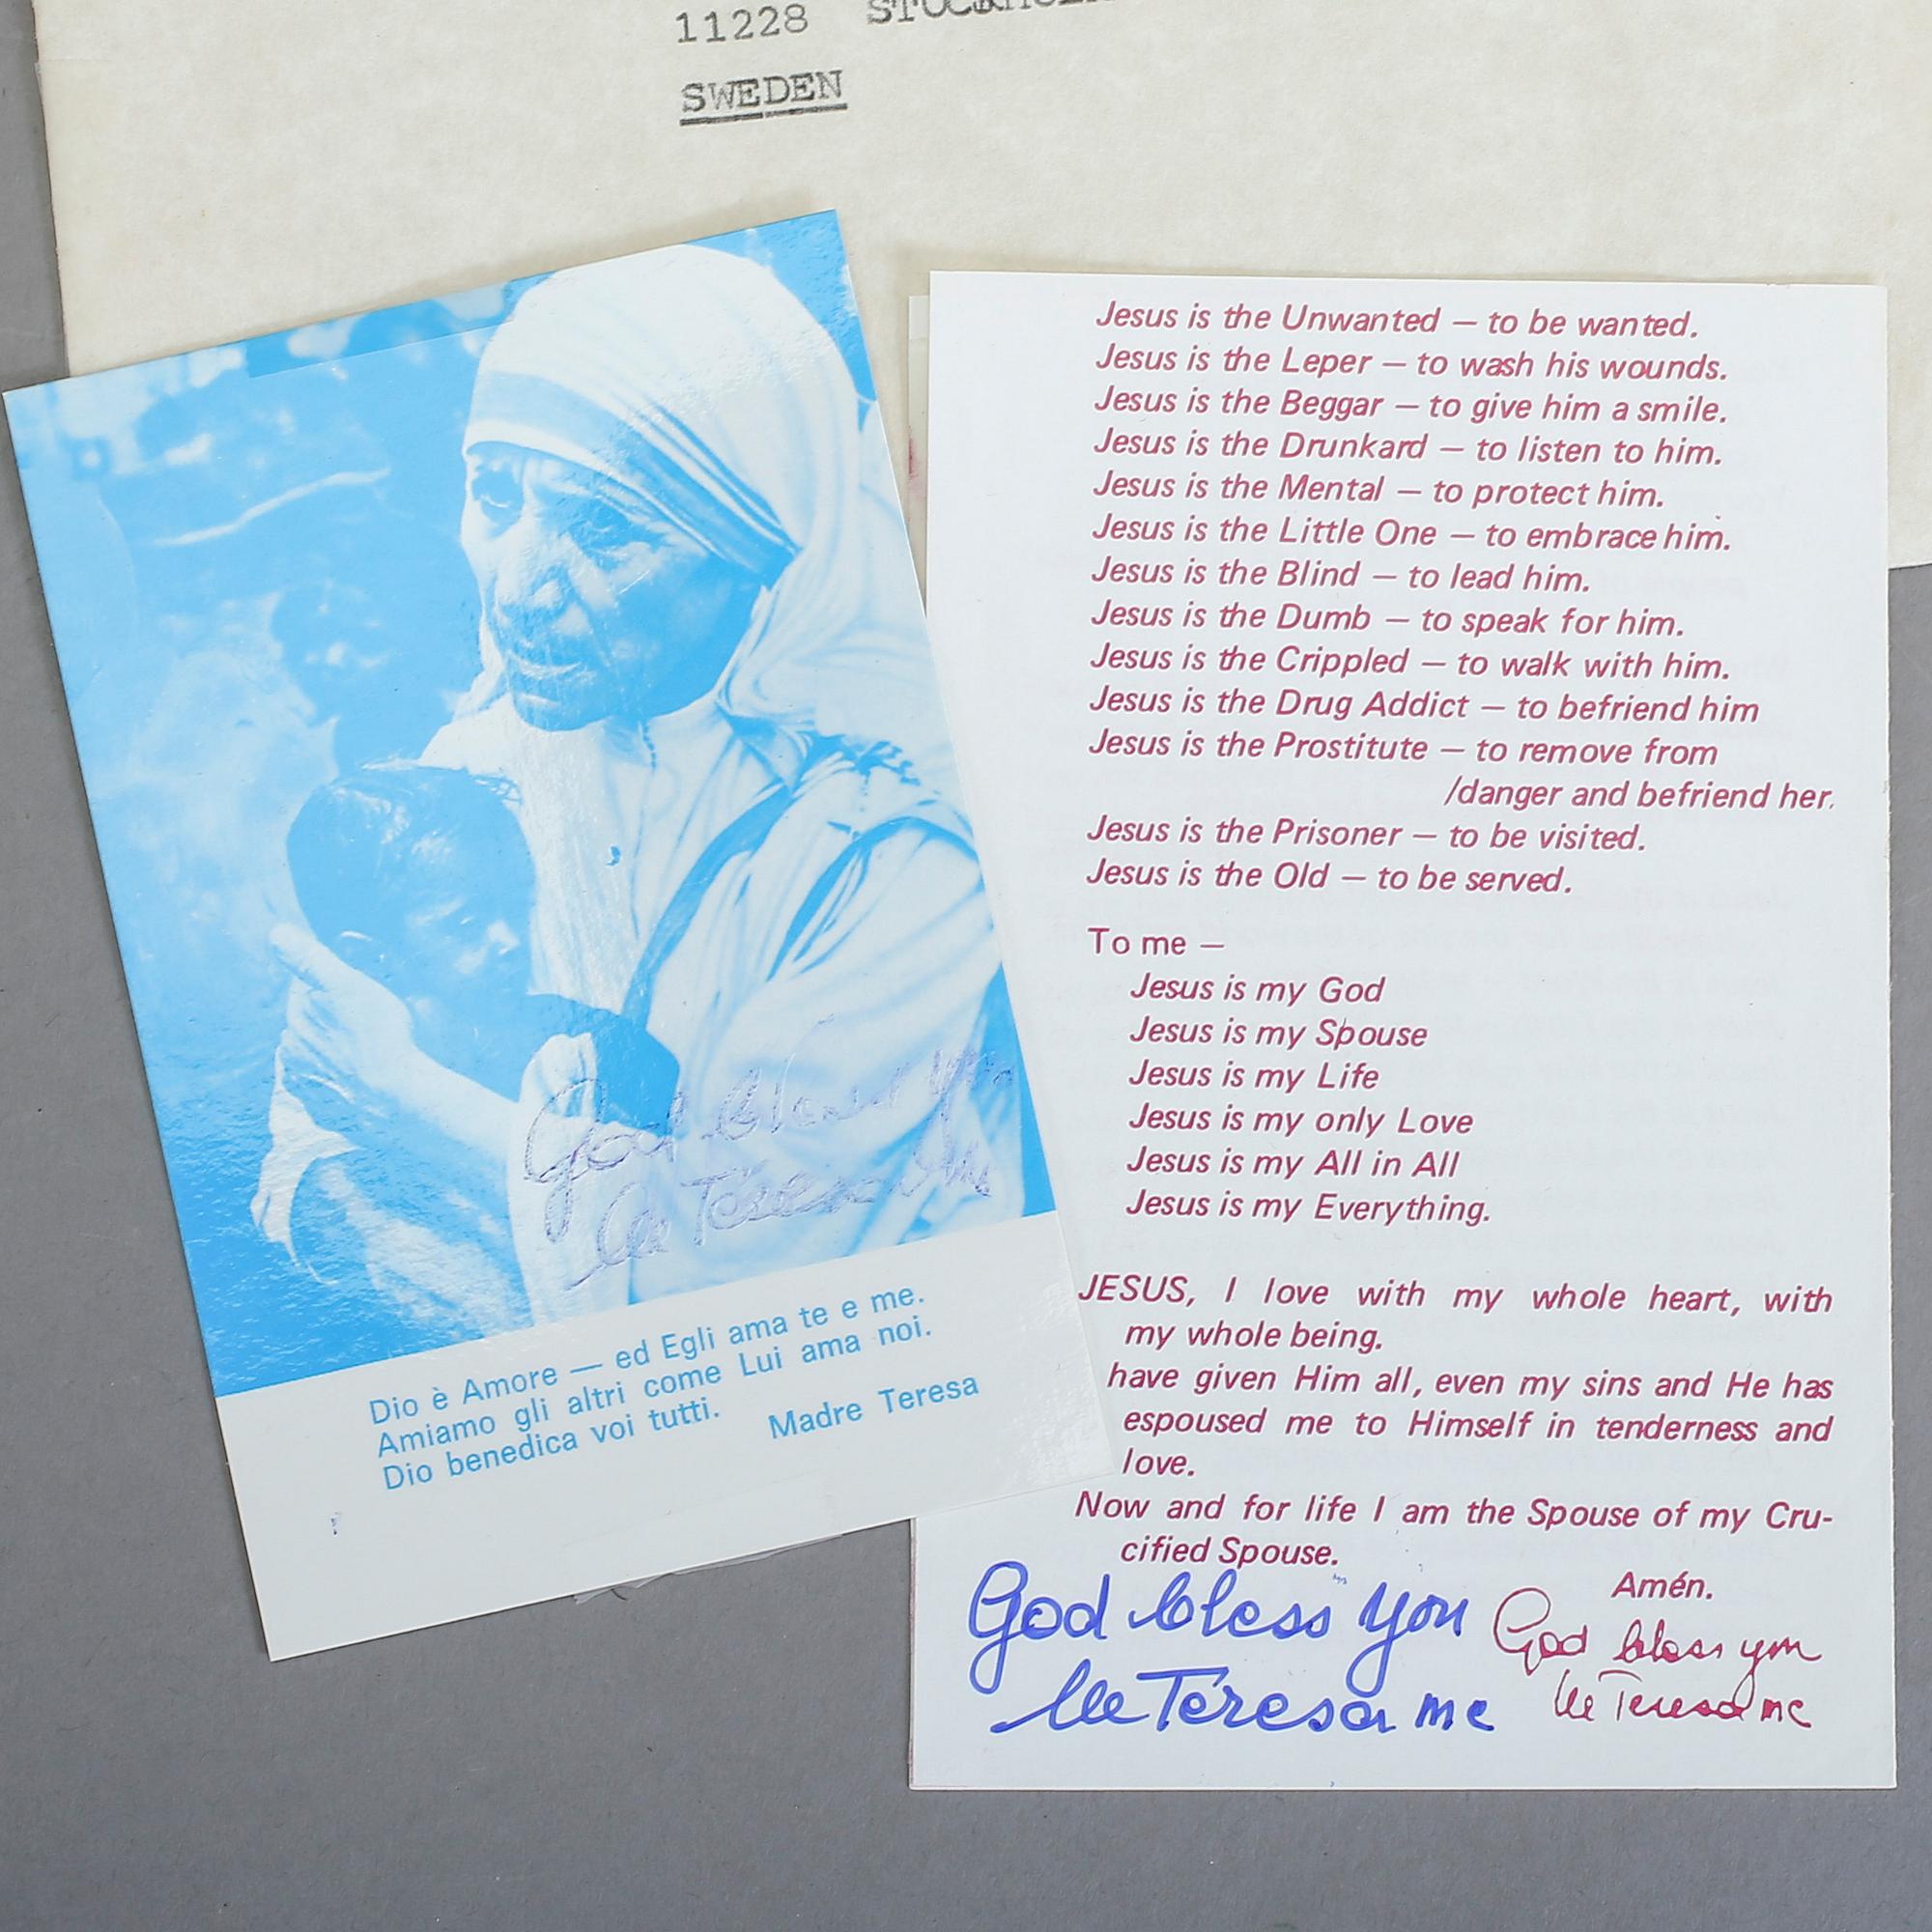 11228 STOCKHOLM
SWEDEN
God bless you
M Teresa mc
Dio è Amore — ed Egli ama te e me.
Amiamo gli altri come Lui ama noi.
Dio benedica voi tutti.
Madre Teresa
Jesus is the Unwanted — to be wanted.
Jesus is the Leper — to wash his wounds.
Jesus is the Beggar — to give him a smile.
Jesus is the Drunkard — to listen to him.
Jesus is the Mental — to protect him.
Jesus is the Little One — to embrace him.
Jesus is the Blind — to lead him.
Jesus is the Dumb — to speak for him.
Jesus is the Crippled — to walk with him.
Jesus is the Drug Addict — to befriend him
Jesus is the Prostitute — to remove from
/danger and befriend her.
Jesus is the Prisoner — to be visited.
Jesus is the Old — to be served.
To me —
Jesus is my God
Jesus is my Spouse
Jesus is my Life
Jesus is my only Love
Jesus is my All in All
Jesus is my Everything.
JESUS, I love with my whole heart, with
my whole being.
have given Him all, even my sins and He has
espoused me to Himself in tenderness and
love.
Now and for life I am the Spouse of my Cru-
cified Spouse.
Amén.
God bless you
M Teresa mc
God bless you
M Teresa mc